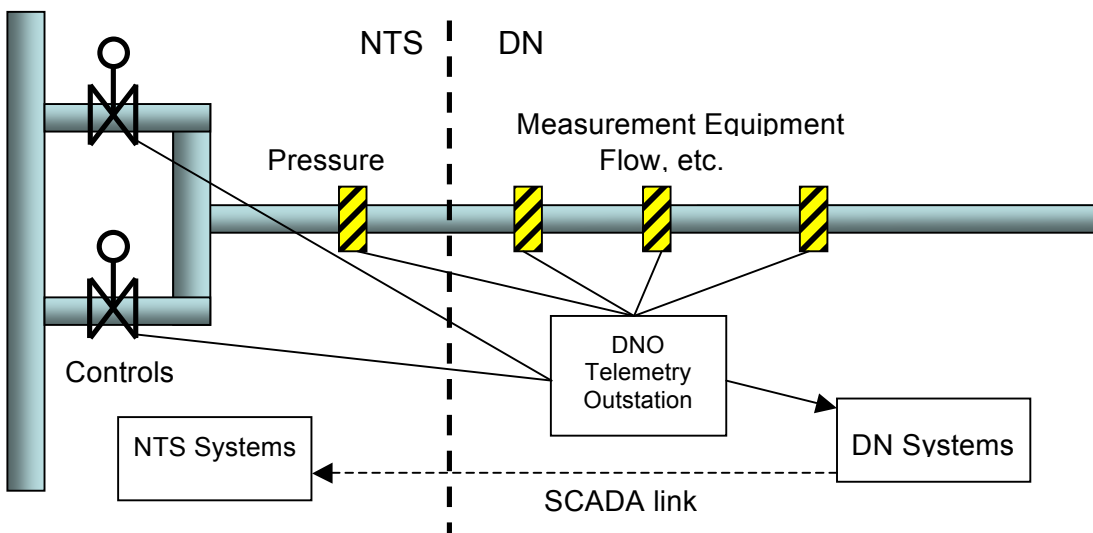 NTS
DN
Measurement Equipment
Flow, etc.
Pressure
Controls
DNO
Telemetry
Outstation
NTS Systems
DN Systems
SCADA link